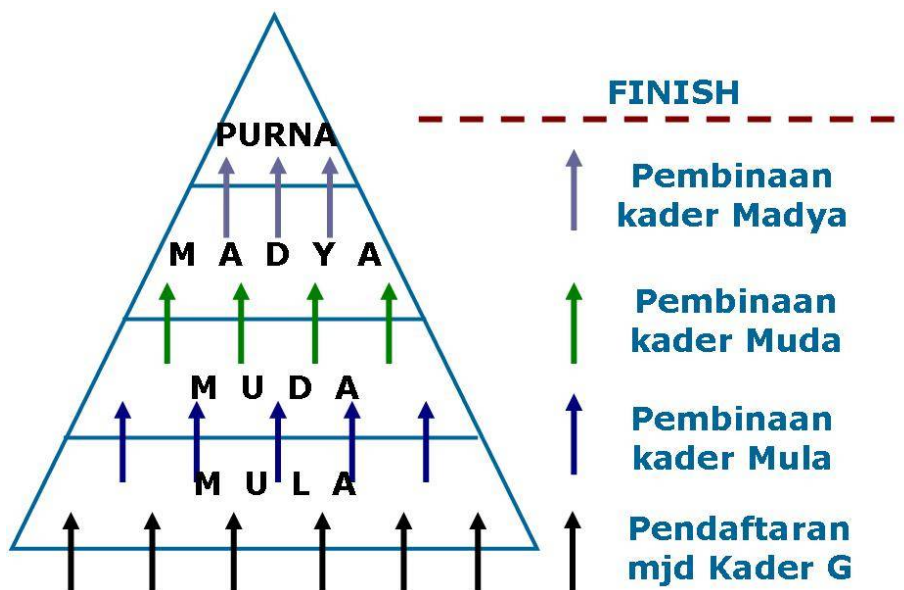 FINISH
PURNA
Pembinaan
kader Madya
M A D Y A
Pembinaan
kader Muda
M U D A
Pembinaan
kader Mula
M U L A
Pendaftaran
mjd Kader G